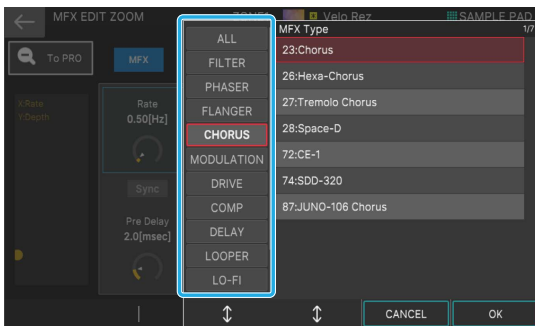 MFX EDIT ZOOM
Velo Rez
SAMPLE PAD
To PRO
MFX
X:Rate
Y:Depth
Rate
0.50[Hz]
Sync
Pre Delay
2.0[msec]
ALL
FILTER
PHASER
FLANGER
CHORUS
MODULATION
DRIVE
COMP
DELAY
LOOPER
LO-FI
MFX Type
1/7
23:Chorus
26:Hexa-Chorus
27:Tremolo Chorus
28:Space-D
72:CE-1
74:SDD-320
87:JUNO-106 Chorus
CANCEL
OK